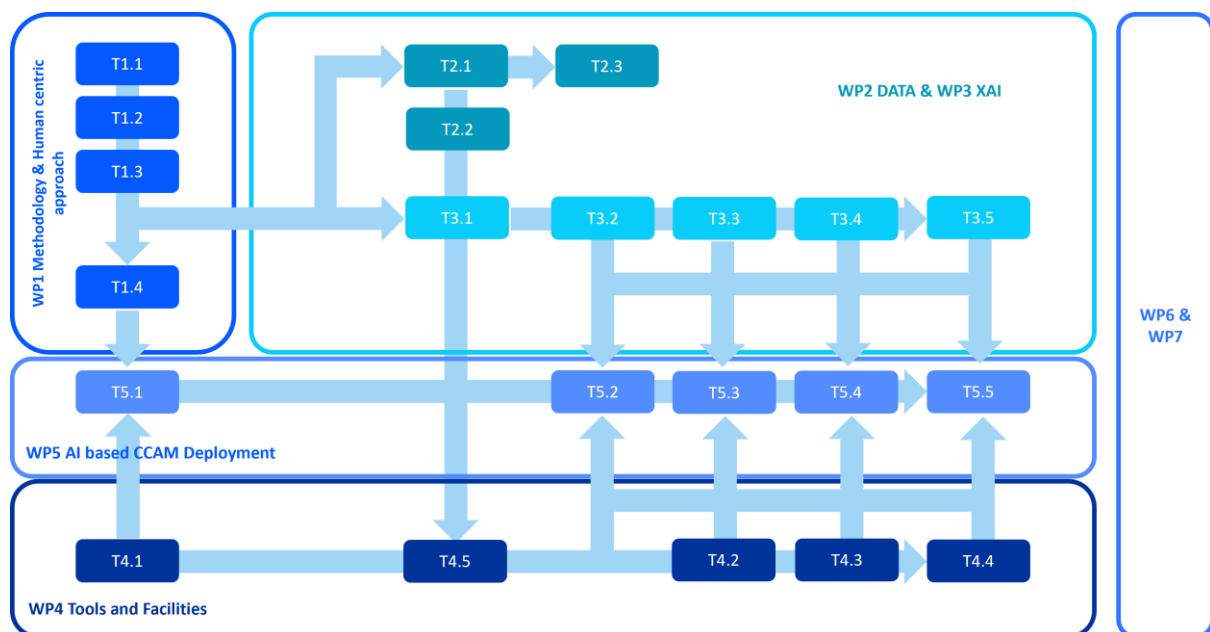 WP1 Methodology & Human centric
approach
T1.1
T1.2
T1.3
T1.4
T2.1
T2.3
WP2 DATA & WP3 XAI
T2.2
T3.1
T3.2
T3.3
T3.4
T3.5
WP6 &
WP7
T5.1
T5.2
T5.3
T5.4
T5.5
WP5 AI based CCAM Deployment
T4.1
T4.5
T4.2
T4.3
T4.4
WP4 Tools and Facilities